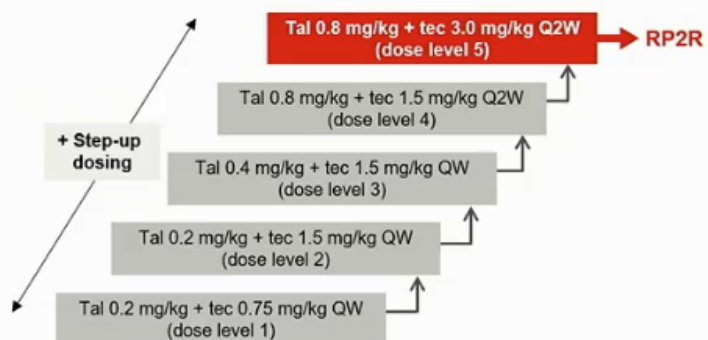 Tal 0.8 mg/kg + tec 3.0 mg/kg Q2W
(dose level 5)
RP2R
Tal 0.8 mg/kg + tec 1.5 mg/kg Q2W
(dose level 4)
+ Step-up
dosing
Tal 0.4 mg/kg + tec 1.5 mg/kg QW
(dose level 3)
Tal 0.2 mg/kg + tec 1.5 mg/kg QW
(dose level 2)
Tal 0.2 mg/kg + tec 0.75 mg/kg QW
(dose level 1)